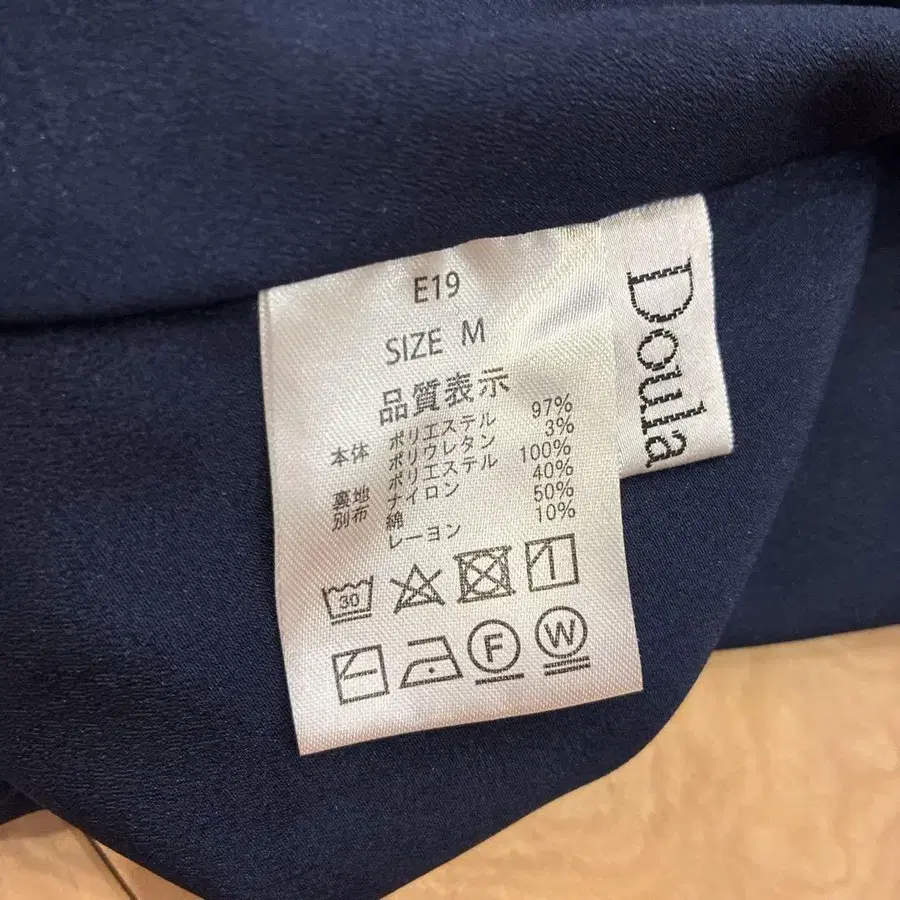 E19
SIZE M
品質表示
本体 ポリエステル 97%
ポリウレタン 3%
裏地 ポリエステル 100%
別布 ナイロン 40%
綿 50%
レーヨン 10%
30
F W
Doula